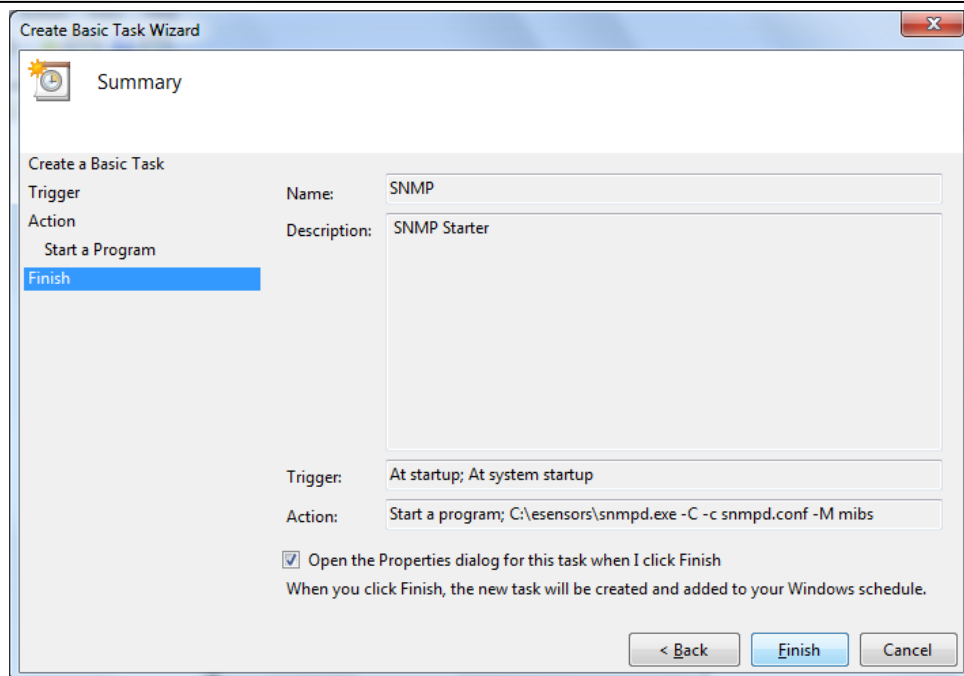 Create Basic Task Wizard
Summary
Create a Basic Task
Trigger
Action
Start a Program
Finish
Name: SNMP
Description: SNMP Starter
Trigger: At startup; At system startup
Action: Start a program; C:\esensors\snmpd.exe -C -c snmpd.conf -M mibs
Open the Properties dialog for this task when I click Finish
When you click Finish, the new task will be created and added to your Windows schedule.
< Back Finish Cancel